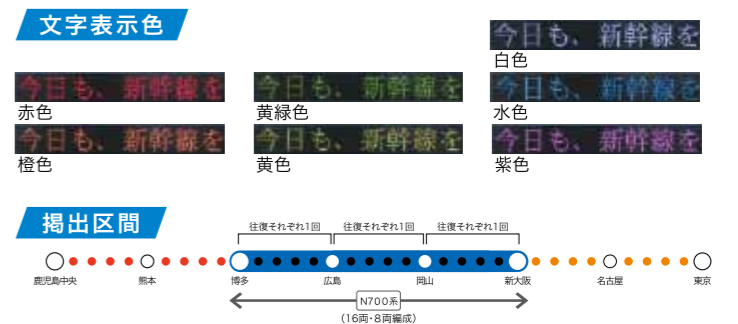 文字表示色
今日も、新幹線を
白色
今日も、新幹線を
今日も、新幹線を
今日も、新幹線を
赤色
黄緑色
水色
今日も、新幹線を
今日も、新幹線を
今日も、新幹線を
橙色
黄色
紫色
掲出区間
往復それぞれ1回
往復それぞれ1回
往復それぞれ1回
鹿児島中央
熊本
博多
広島
岡山
新大阪
名古屋
東京
N700系
(16両・8両編成)